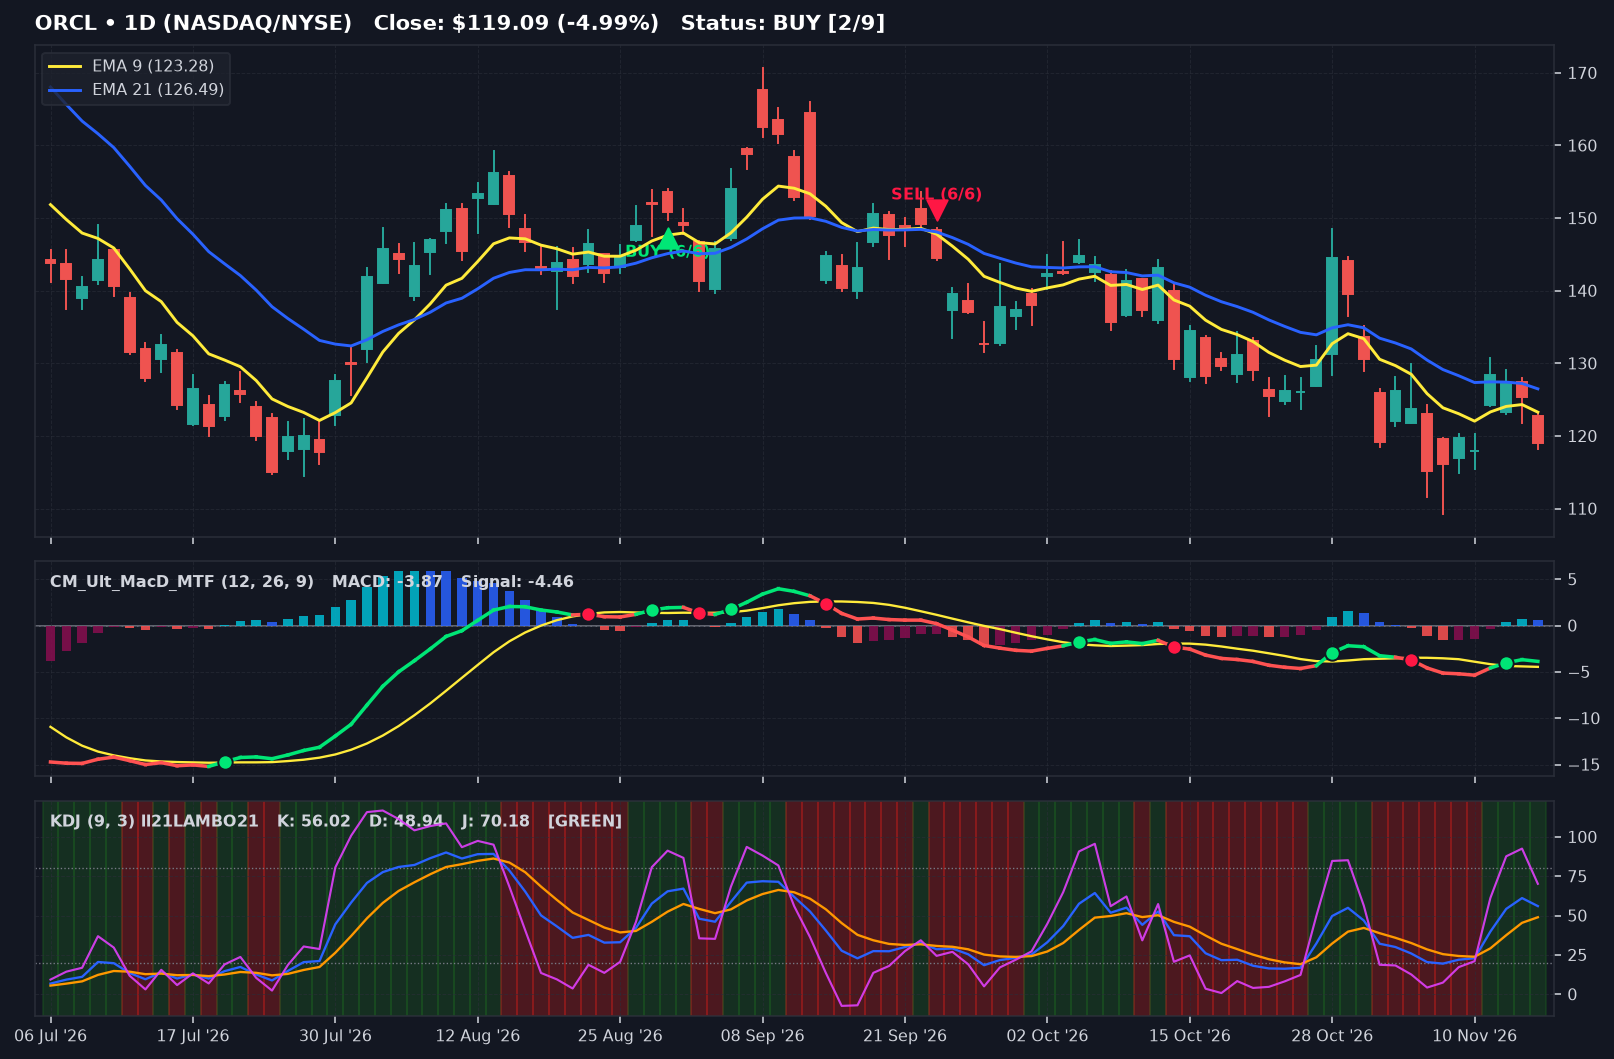 ORCL • 1D (NASDAQ/NYSE)   Close: $119.09 (-4.99%)   Status: BUY [2/9]
EMA 9 (123.28)
EMA 21 (126.49)
170
160
150
140
130
120
110
SELL (6/6)
BUY (6/6)
CM_Ult_MacD_MTF (12, 26, 9)   MACD: -3.87   Signal: -4.46
5
0
−5
−10
−15
KDJ (9, 3) II21LAMBO21   K: 56.02   D: 48.94   J: 70.18   [GREEN]
100
75
50
25
0
06 Jul '26
17 Jul '26
30 Jul '26
12 Aug '26
25 Aug '26
08 Sep '26
21 Sep '26
02 Oct '26
15 Oct '26
28 Oct '26
10 Nov '26